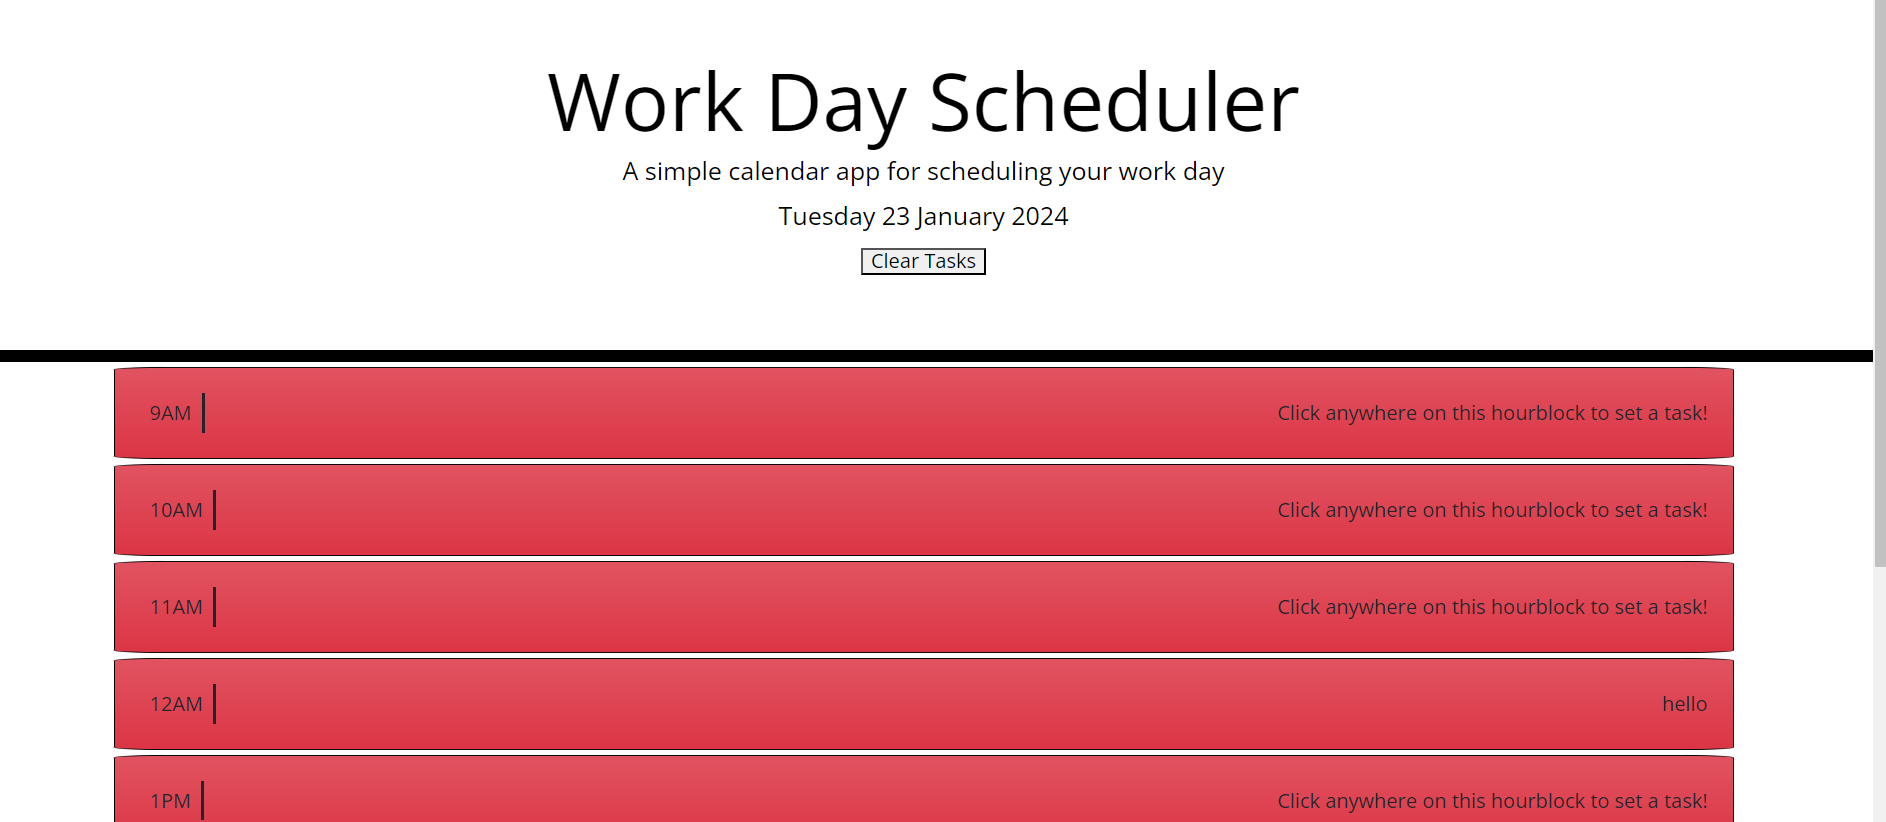 Work Day Scheduler
A simple calendar app for scheduling your work day
Tuesday 23 January 2024
Clear Tasks
9AM Click anywhere on this hourblock to set a task!
10AM Click anywhere on this hourblock to set a task!
11AM Click anywhere on this hourblock to set a task!
12AM hello
1PM Click anywhere on this hourblock to set a task!